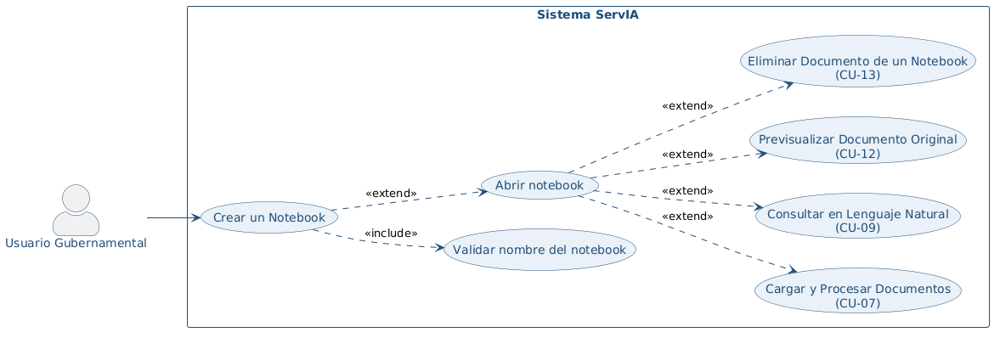 Sistema ServIA
Eliminar Documento de un Notebook
(CU-13)
«extend»
Previsualizar Documento Original
(CU-12)
«extend»
Abrir notebook
«extend»
«extend»
Consultar en Lenguaje Natural
(CU-09)
«extend»
Crear un Notebook
«include»
Validar nombre del notebook
Usuario Gubernamental
Cargar y Procesar Documentos
(CU-07)